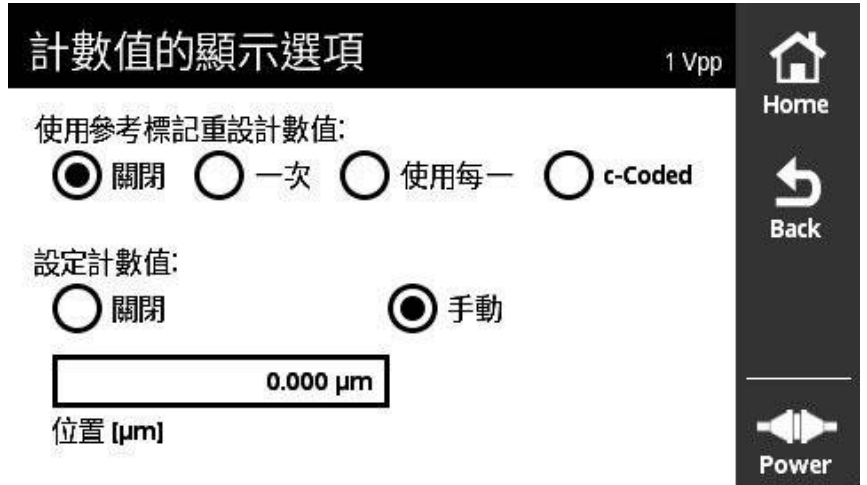 計數值的顯示選項
1 Vpp
Home
使用參考標記重設計數值:
關閉 一次 使用每一 c-Coded
Back
設定計數值:
關閉 手動
0.000 μm
位置 [μm]
Power